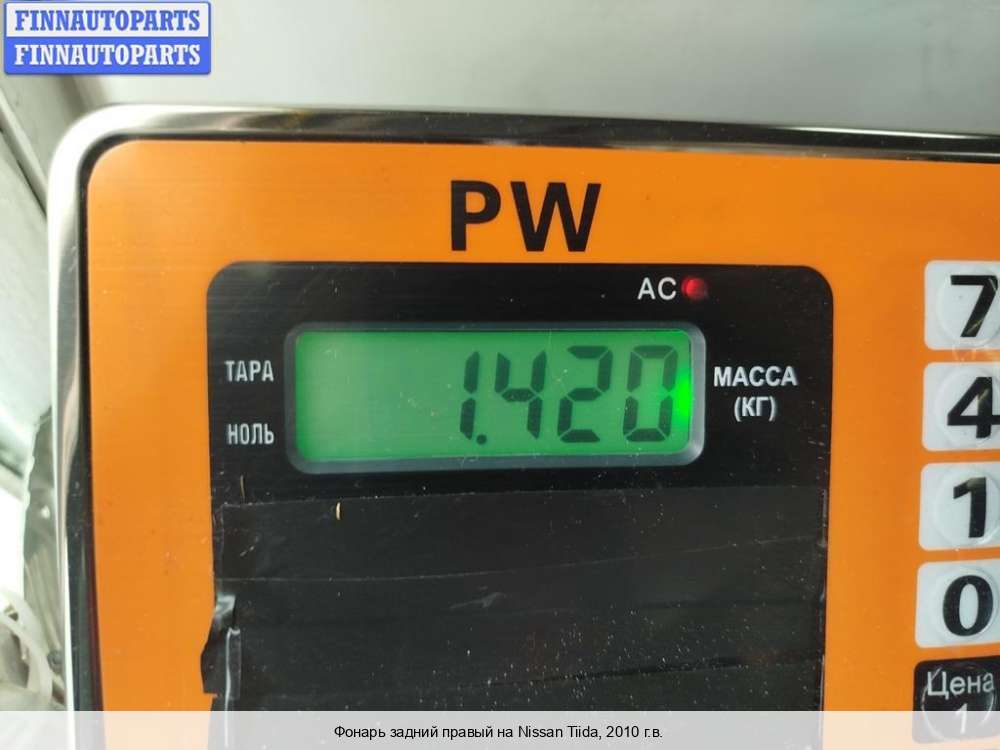 FINNAUTOPARTS
FINNAUTOPARTS
PW
AC
1.420
ТАРА
НОЛЬ
МАССА
(КГ)
7
4
1
0
Цена
1
Фонарь задний правый на Nissan Tiida, 2010 г.в.